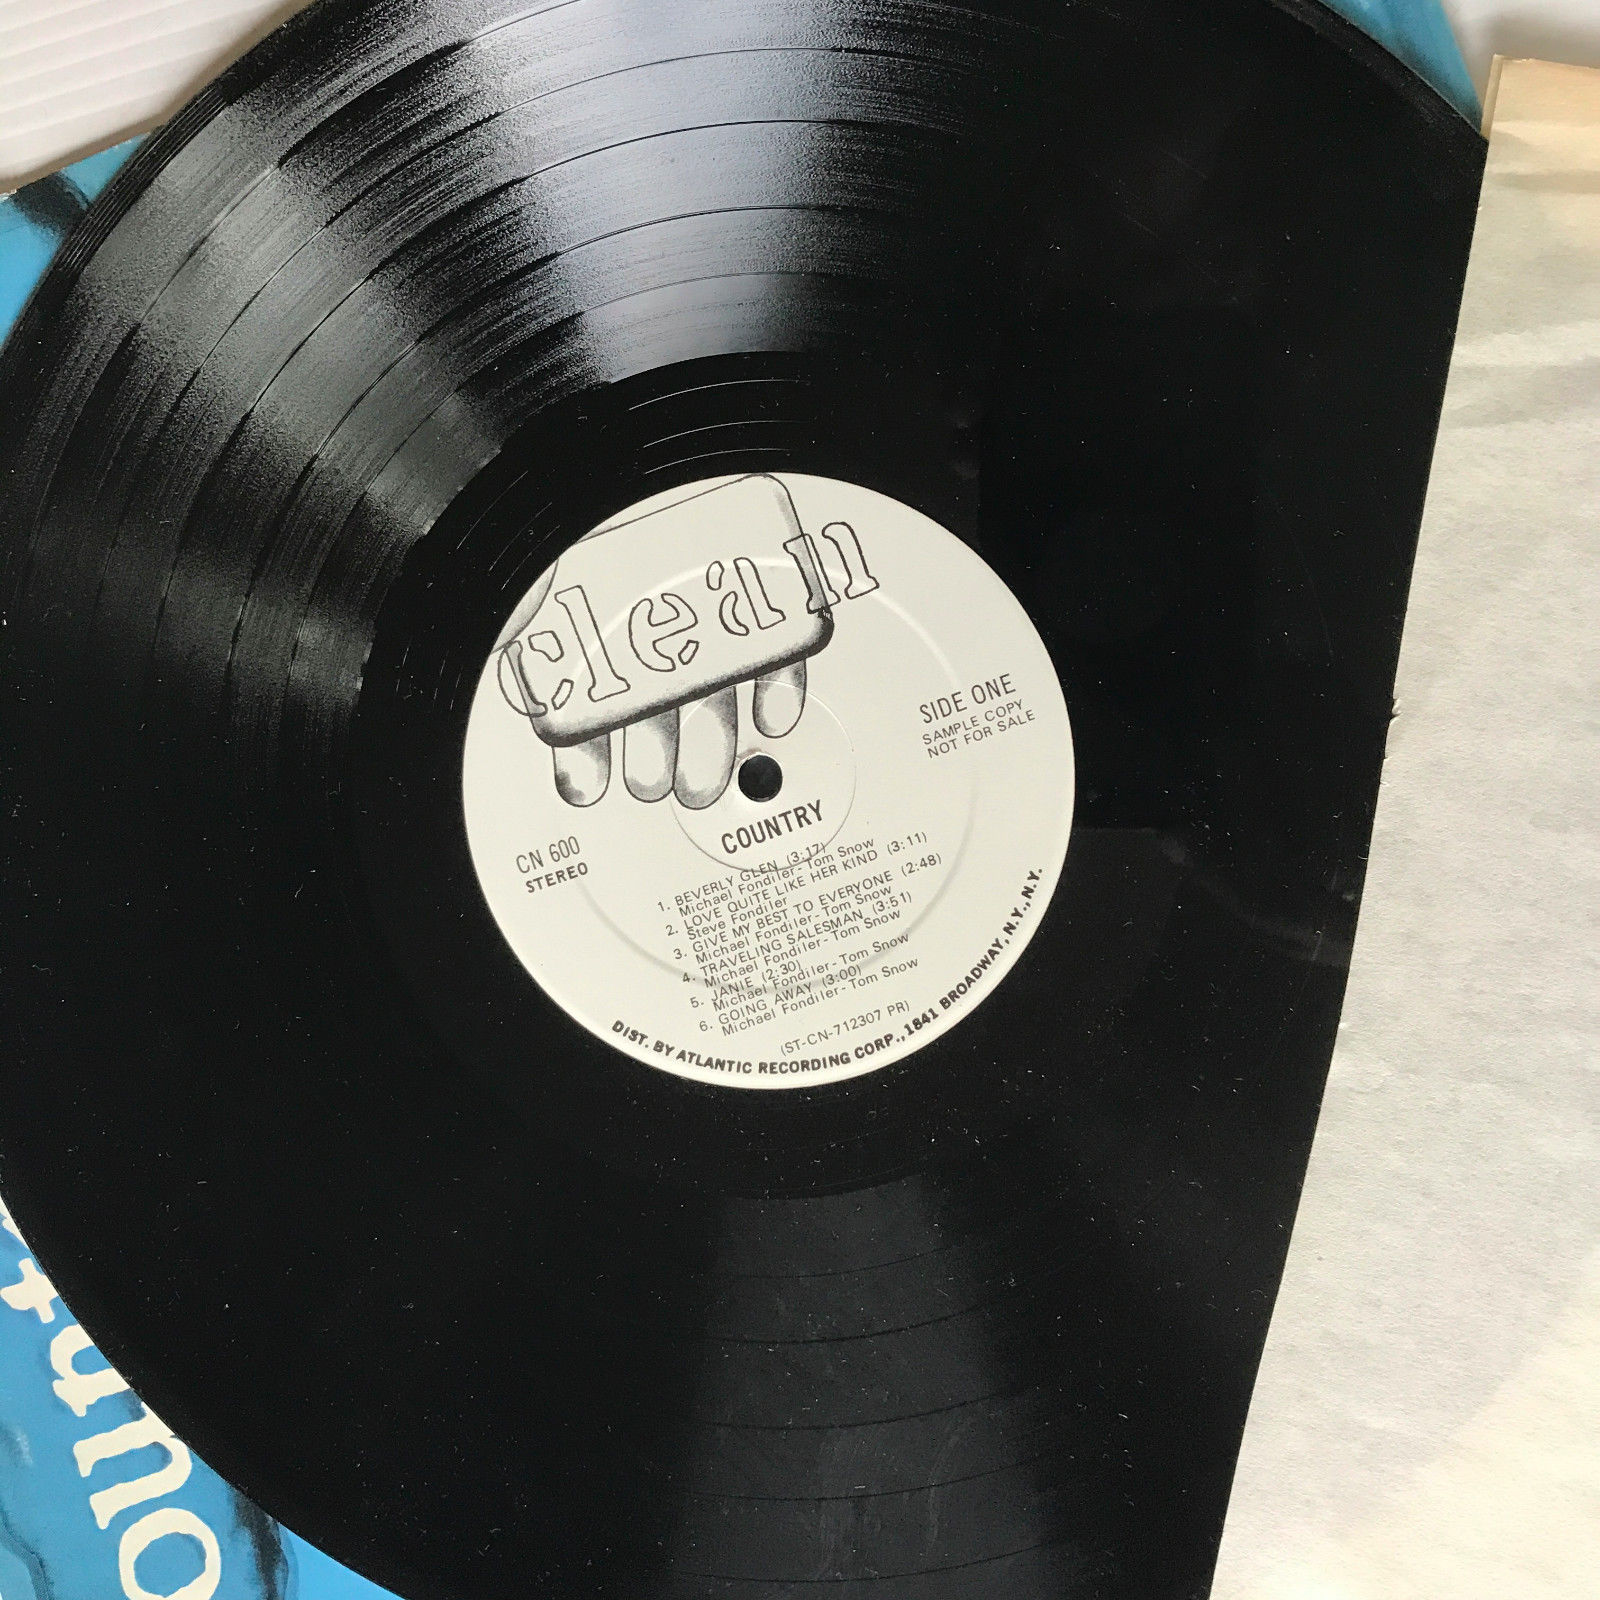 clean
SIDE ONE
SAMPLE COPY
NOT FOR SALE
CN 600
STEREO
COUNTRY
1. BEVERLY GLEN (3:17)
Michael Fondiler-Tom Snow
2. LOVE QUITE LIKE HER KIND (3:11)
Steve Fondiler
3. GIVE MY BEST TO EVERYONE (2:48)
Michael Fondiler-Tom Snow
4. TRAVELING SALESMAN (3:51)
Michael Fondiler-Tom Snow
5. JANIE (2:30)
Michael Fondiler-Tom Snow
6. GOING AWAY (3:00)
Michael Fondiler-Tom Snow
(ST-CN-712307 PR)
DIST. BY ATLANTIC RECORDING CORP., 1841 BROADWAY, N.Y., N.Y.